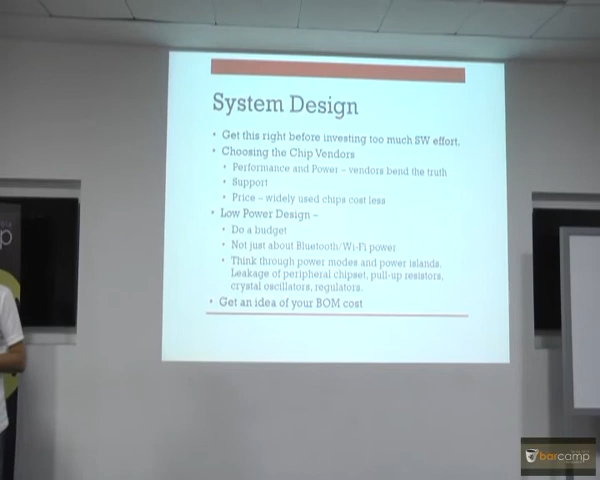 System Design
• Get this right before investing too much SW effort.
• Choosing the Chip Vendors
• Performance and Power – vendors bend the truth
• Support
• Price – widely used chips cost less
• Low Power Design –
• Do a budget
• Not just about Bluetooth/Wi-Fi power
• Think through power modes and power islands.
Leakage of peripheral chipset, pull-up resistors,
crystal oscillators, regulators.
• Get an idea of your BOM cost
barcamp